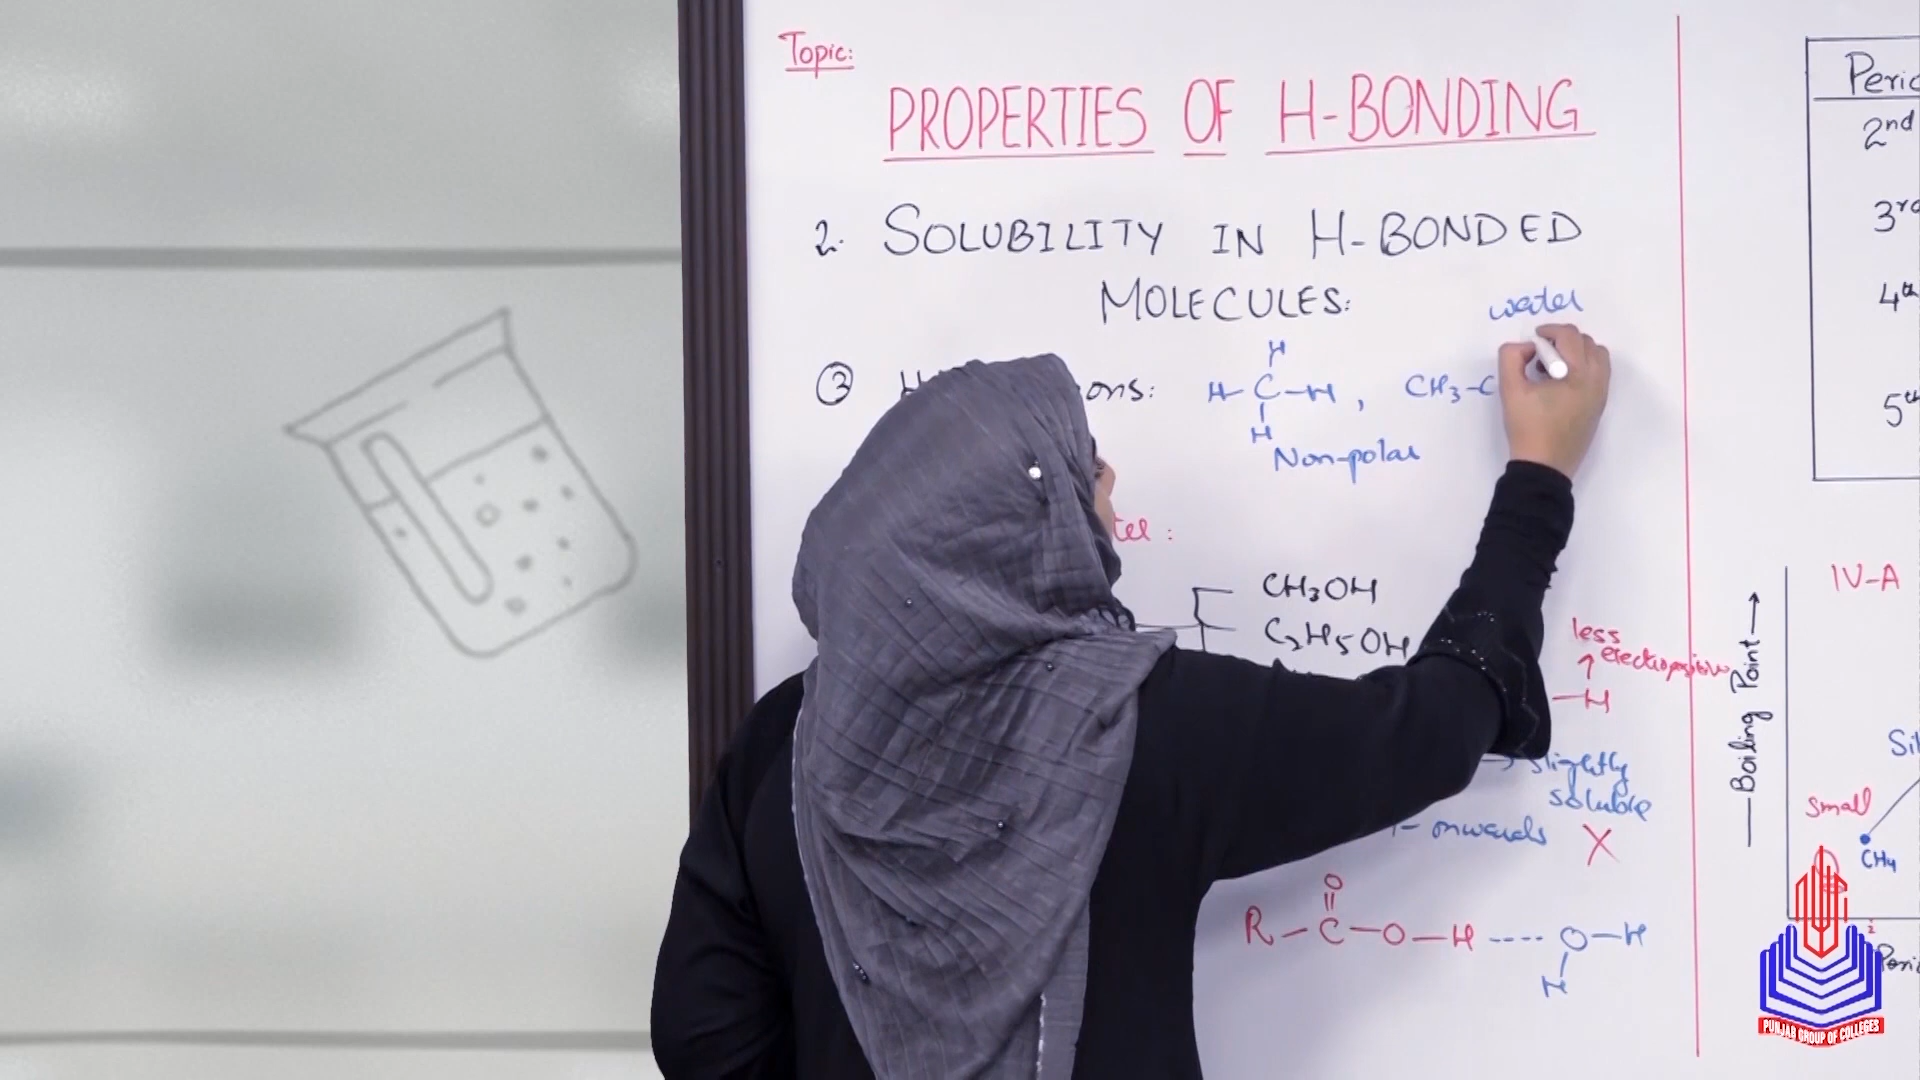 Topic:
PROPERTIES OF H-BONDING
2. SOLUBILITY IN H-BONDED
MOLECULES:
water
③ ons:
H
H-C-H
H
, CH3-C
Non-polar
:
CH3OH
C2H5OH
less
electropositive
-H
→ slightly
soluble
onwards X
O
R-C-O-H ---- O-H
H
2nd
3rd
4th
5th
IV-A
Boiling Point →
small
CH4
PUNJAB GROUP OF COLLEGES